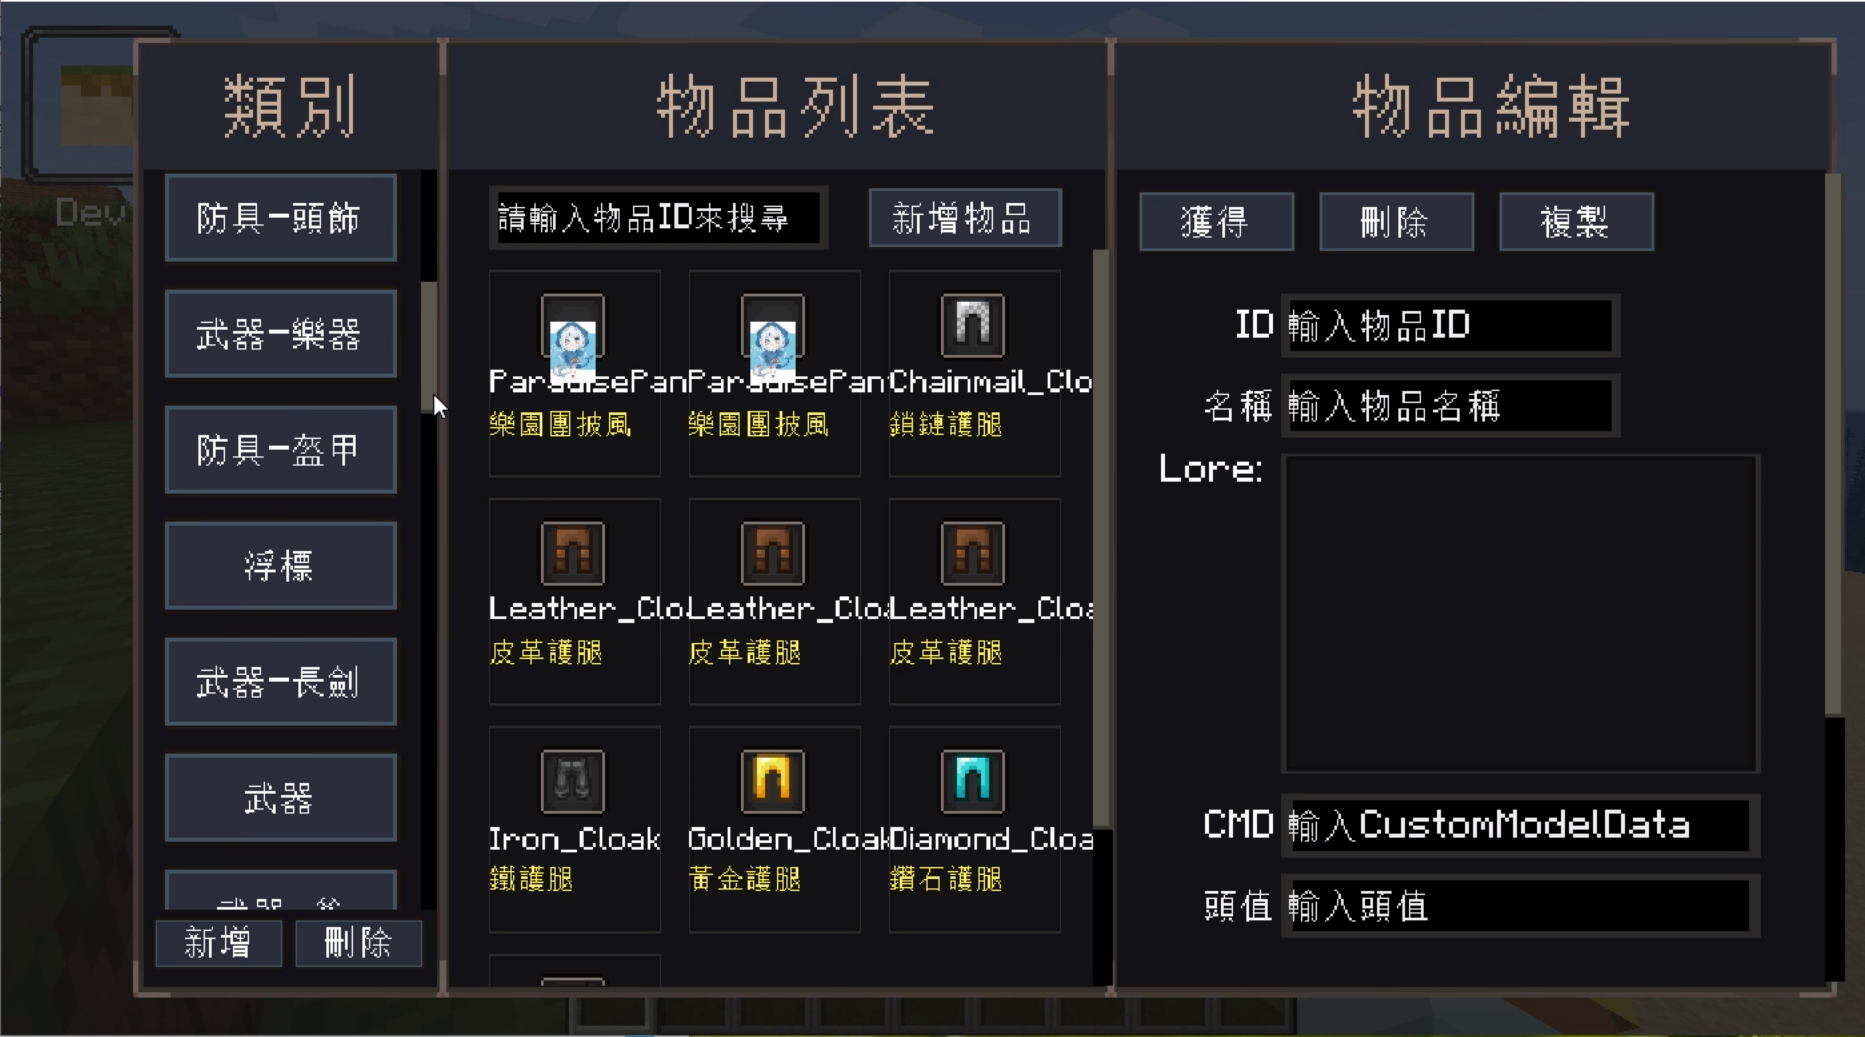 Dev
類別
防具-頭飾
武器-樂器
防具-盔甲
浮標
武器-長劍
武器
新增
刪除
物品列表
請輸入物品ID來搜尋
新增物品
樂園團披風
樂園團披風
Chainmail_Clo
鎖鏈護腿
Leather_Clo
皮革護腿
Leather_Cloa
皮革護腿
Leather_Cloa
皮革護腿
Iron_Cloak
鐵護腿
Golden_Cloak
黃金護腿
Diamond_Cloa
鑽石護腿
物品編輯
獲得
刪除
複製
ID 輸入物品ID
名稱 輸入物品名稱
Lore:
CMD 輸入CustomModelData
頭值 輸入頭值